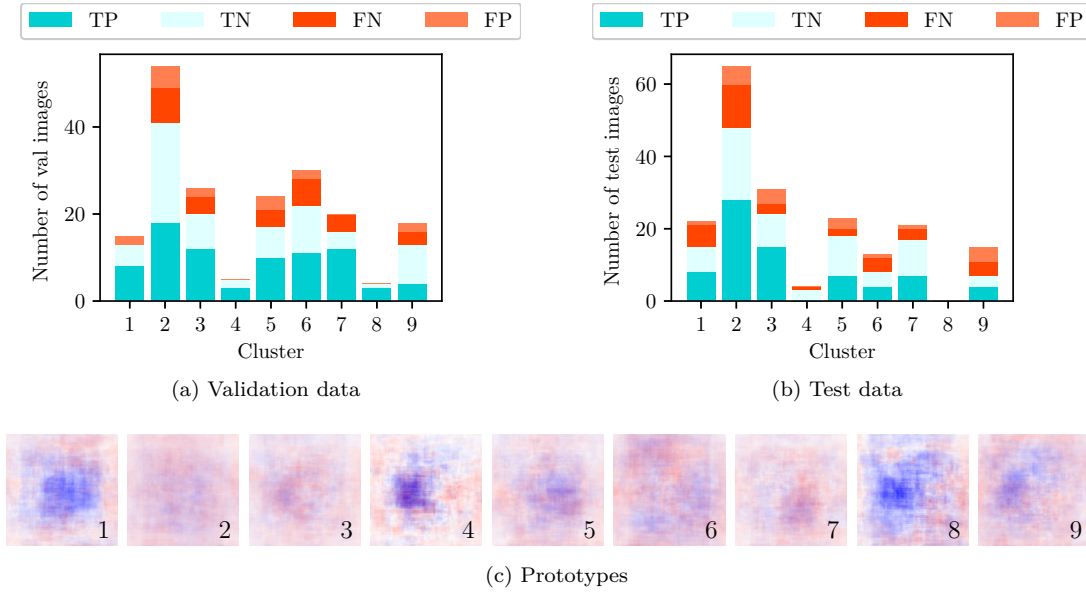 TP TN FN FP
TP TN FN FP
Number of val images
40
20
0
1 2 3 4 5 6 7 8 9
Cluster
(a) Validation data
Number of test images
60
40
20
0
1 2 3 4 5 6 7 8 9
Cluster
(b) Test data
1 2 3 4 5 6 7 8 9
(c) Prototypes